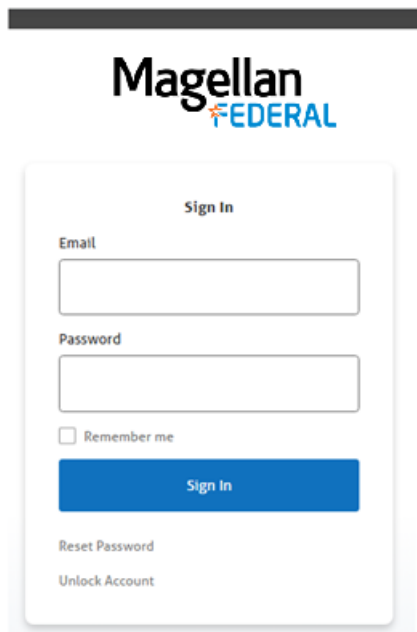 Magellan
FEDERAL
Sign In
Email
Password
Remember me
Sign In
Reset Password
Unlock Account